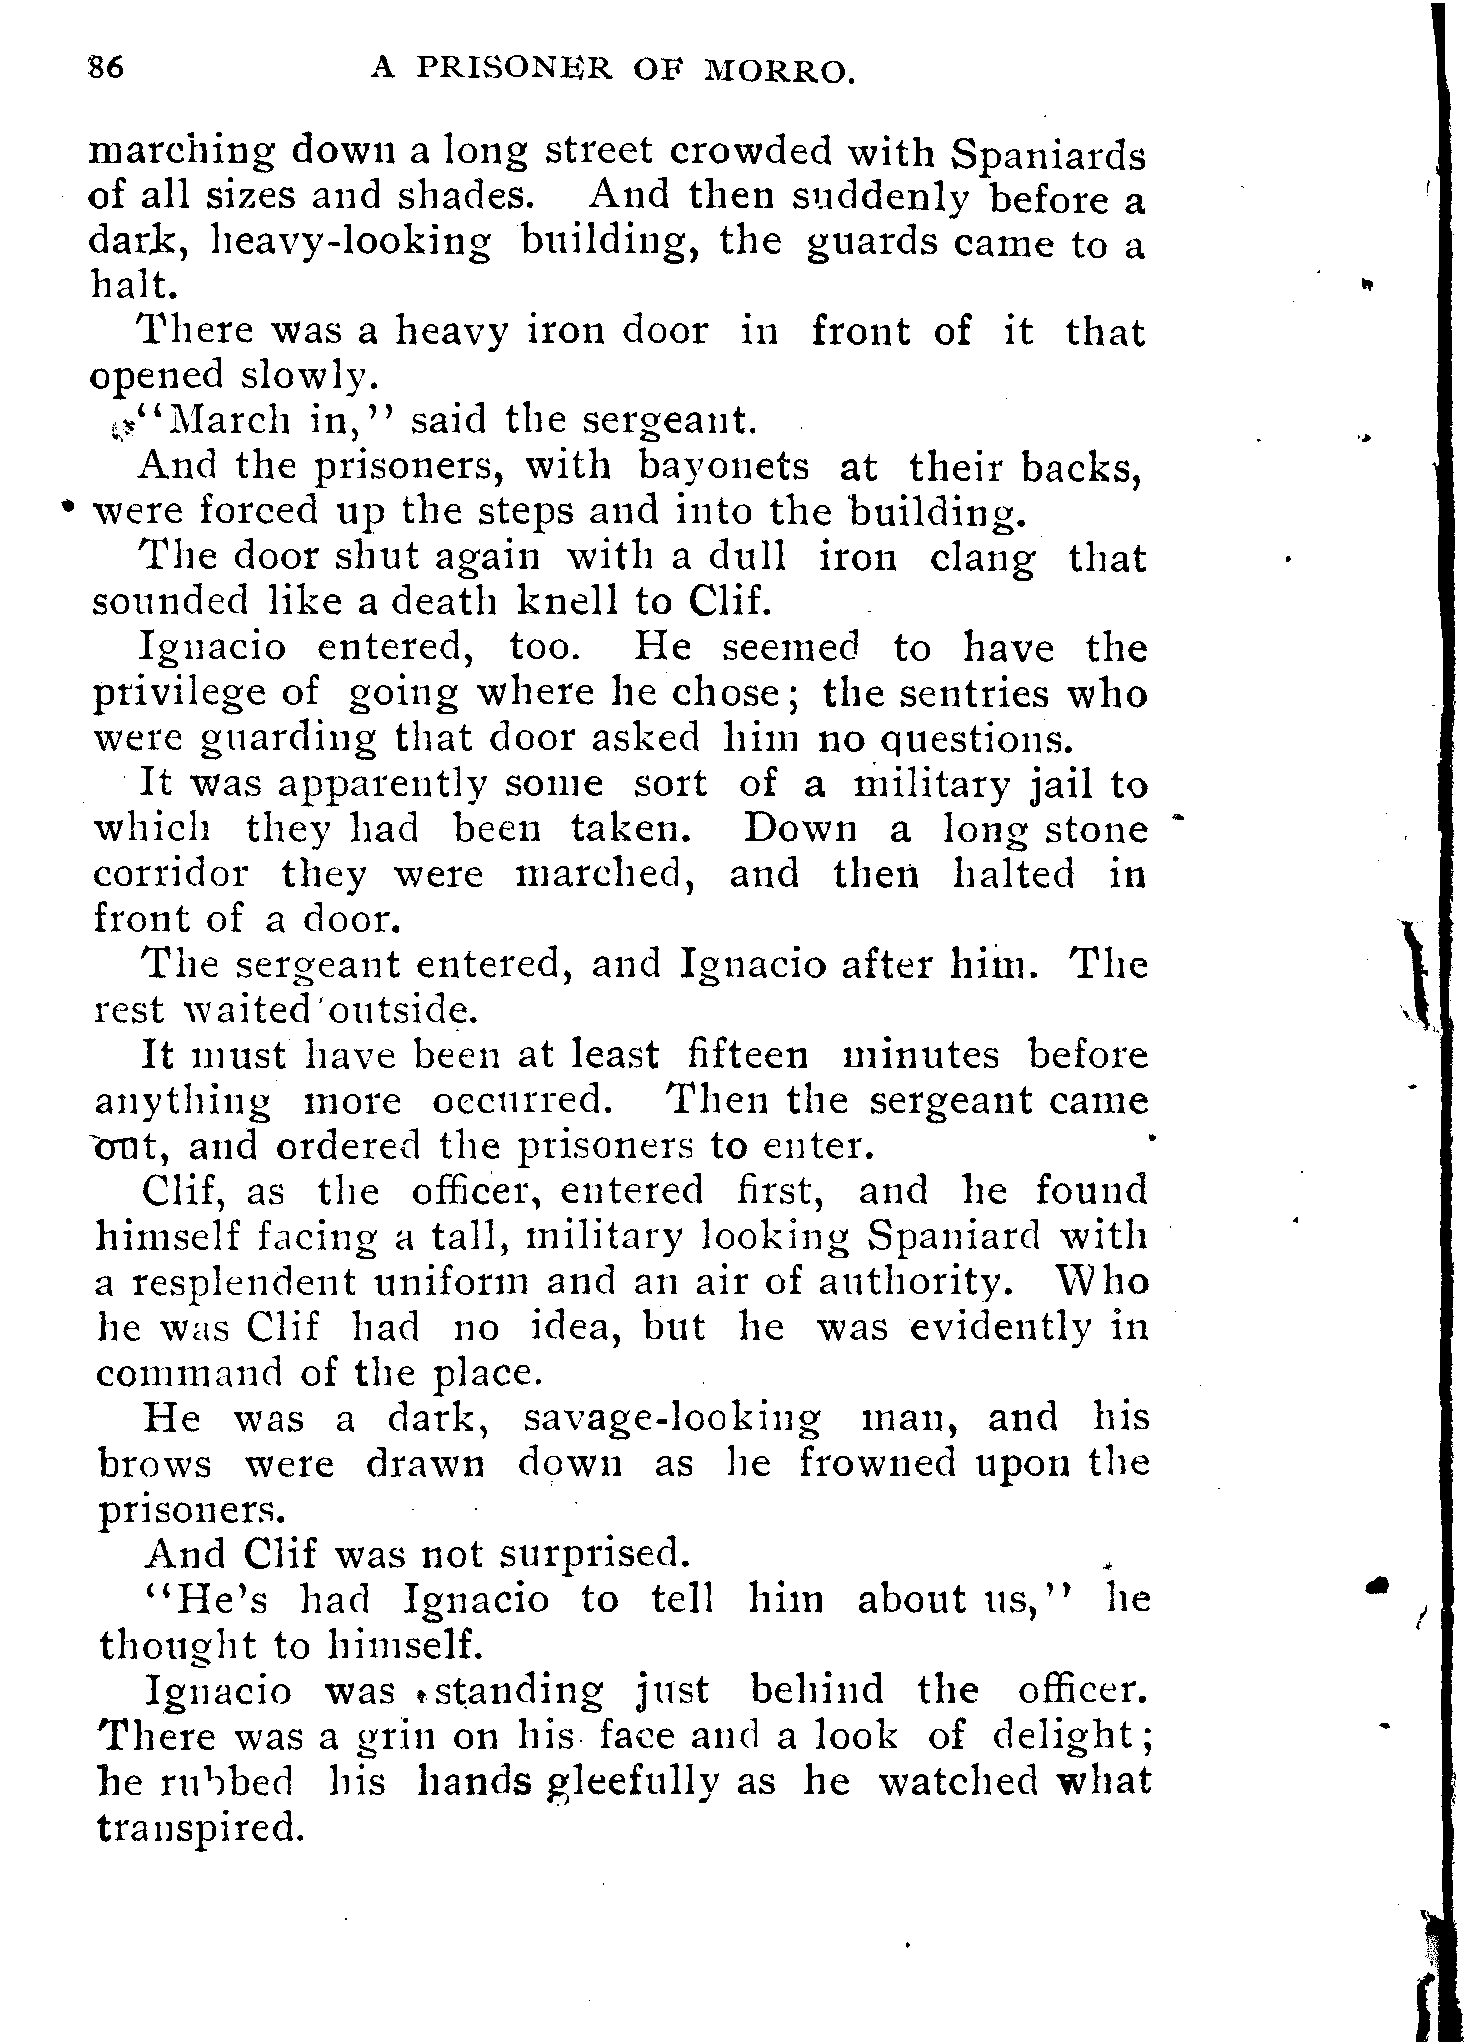 86 A PRISONER OF MORRO.
marching down a long street crowded with Spaniards
of all sizes and shades. And then suddenly before a
dark, heavy-looking building, the guards came to a
halt.
There was a heavy iron door in front of it that
opened slowly.
"March in," said the sergeant.
And the prisoners, with bayonets at their backs,
were forced up the steps and into the building.
The door shut again with a dull iron clang that
sounded like a death knell to Clif.
Ignacio entered, too. He seemed to have the
privilege of going where he chose; the sentries who
were guarding that door asked him no questions.
It was apparently some sort of a military jail to
which they had been taken. Down a long stone
corridor they were marched, and then halted in
front of a door.
The sergeant entered, and Ignacio after him. The
rest waited outside.
It must have been at least fifteen minutes before
anything more occurred. Then the sergeant came
out, and ordered the prisoners to enter.
Clif, as the officer, entered first, and he found
himself facing a tall, military looking Spaniard with
a resplendent uniform and an air of authority. Who
he was Clif had no idea, but he was evidently in
command of the place.
He was a dark, savage-looking man, and his
brows were drawn down as he frowned upon the
prisoners.
And Clif was not surprised.
"He's had Ignacio to tell him about us," he
thought to himself.
Ignacio was standing just behind the officer.
There was a grin on his face and a look of delight;
he rubbed his hands gleefully as he watched what
transpired.